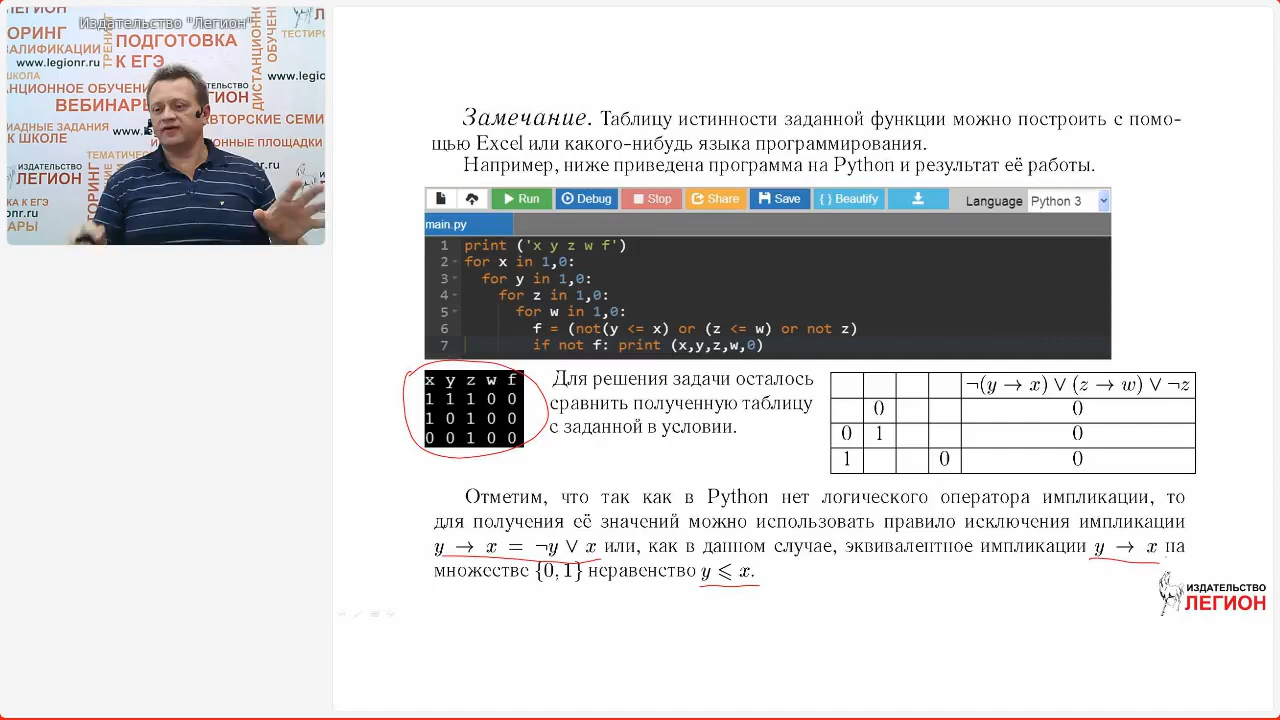 Издательство "Легион"
ПОДГОТОВКА
К ЕГЭ
www.legionr.ru
ВЕБИНАРЫ
ИЗДАТЕЛЬСТВО
ЛЕГИОН
Замечание. Таблицу истинности заданной функции можно построить с помо-
щью Excel или какого-нибудь языка программирования.
Например, ниже приведена программа на Python и результат её работы.
Run Debug Stop Share Save { } Beautify Language Python 3
main.py
1 print ('x y z w f')
2 for x in 1,0:
3 for y in 1,0:
4 for z in 1,0:
5 for w in 1,0:
6 f = (not(y <= x) or (z <= w) or not z)
7 if not f: print (x,y,z,w,0)
x y z w f
1 1 1 0 0
1 0 1 0 0
0 0 1 0 0
Для решения задачи осталось
сравнить полученную таблицу
с заданной в условии.
¬(y → x) ∨ (z → w) ∨ ¬z
0 0
0 1 0
1 0 0
Отметим, что так как в Python нет логического оператора импликации, то
для получения её значений можно использовать правило исключения импликации
y → x = ¬y ∨ x или, как в данном случае, эквивалентное импликации y → x на
множестве {0, 1} неравенство y ⩽ x.
ИЗДАТЕЛЬСТВО
ЛЕГИОН